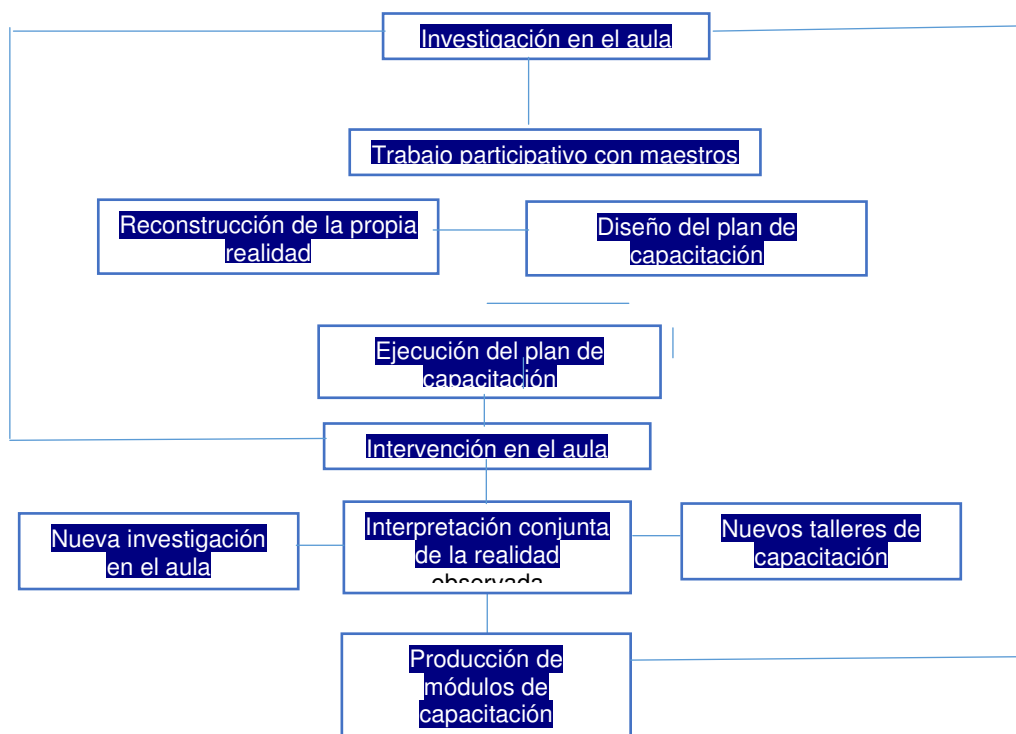 Investigación en el aula
Trabajo participativo con maestros
Reconstrucción de la propia
realidad
Diseño del plan de
capacitación
Ejecución del plan de
capacitación
Intervención en el aula
Nueva investigación
en el aula
Interpretación conjunta
de la realidad
observada
Nuevos talleres de
capacitación
Producción de
módulos de
capacitación